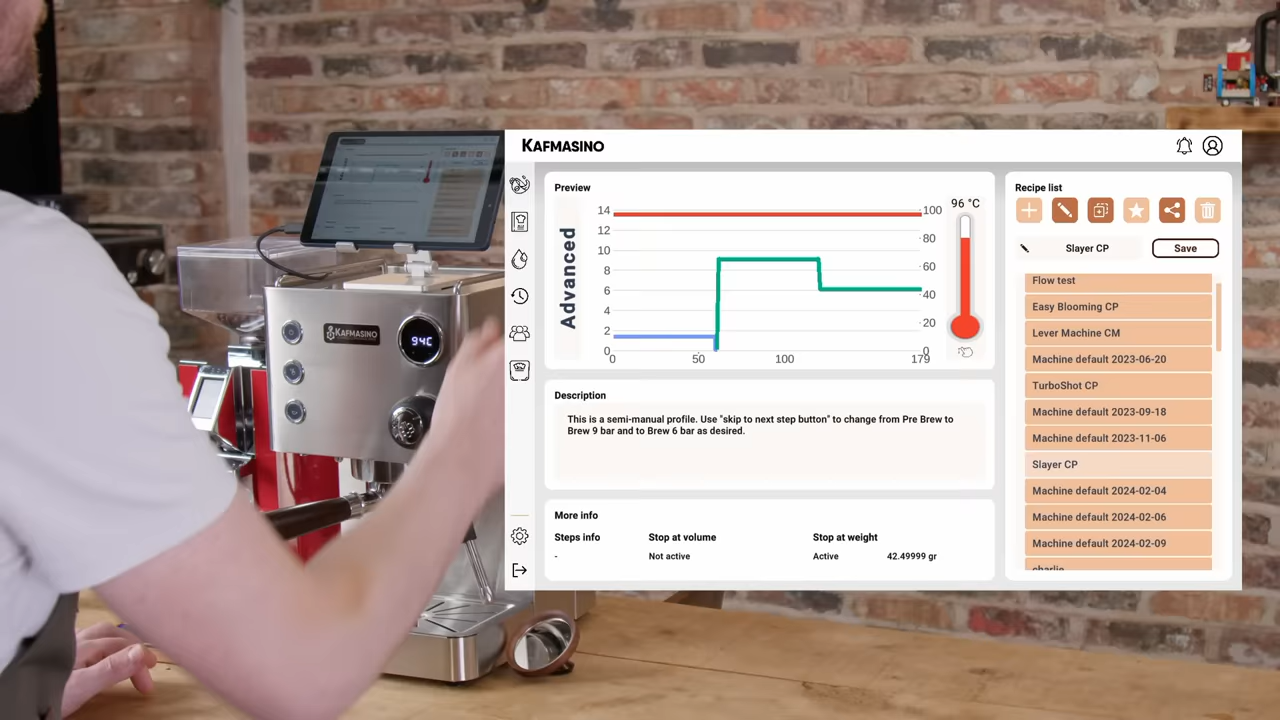 KAFMASINO
Preview
Advanced
14
12
10
8
6
4
2
0
0
50
100
179
100
80
60
40
20
0
96 °C
Description
This is a semi-manual profile. Use "skip to next step button" to change from Pre Brew to
Brew 9 bar and to Brew 6 bar as desired.
More info
Steps info
Stop at volume
Stop at weight
-
Not active
Active
42.49999 gr
Recipe list
Slayer CP
Save
Flow test
Easy Blooming CP
Lever Machine CM
Machine default 2023-06-20
TurboShot CP
Machine default 2023-09-18
Machine default 2023-11-06
Slayer CP
Machine default 2024-02-04
Machine default 2024-02-06
Machine default 2024-02-09
charlie
KAFMASINO
94C